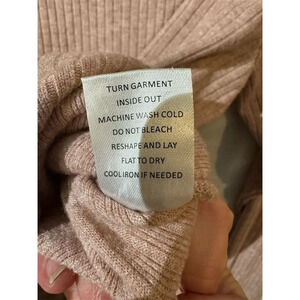 TURN GARMENT
INSIDE OUT
MACHINE WASH COLD
DO NOT BLEACH
RESHAPE AND LAY
FLAT TO DRY
COOL IRON IF NEEDED